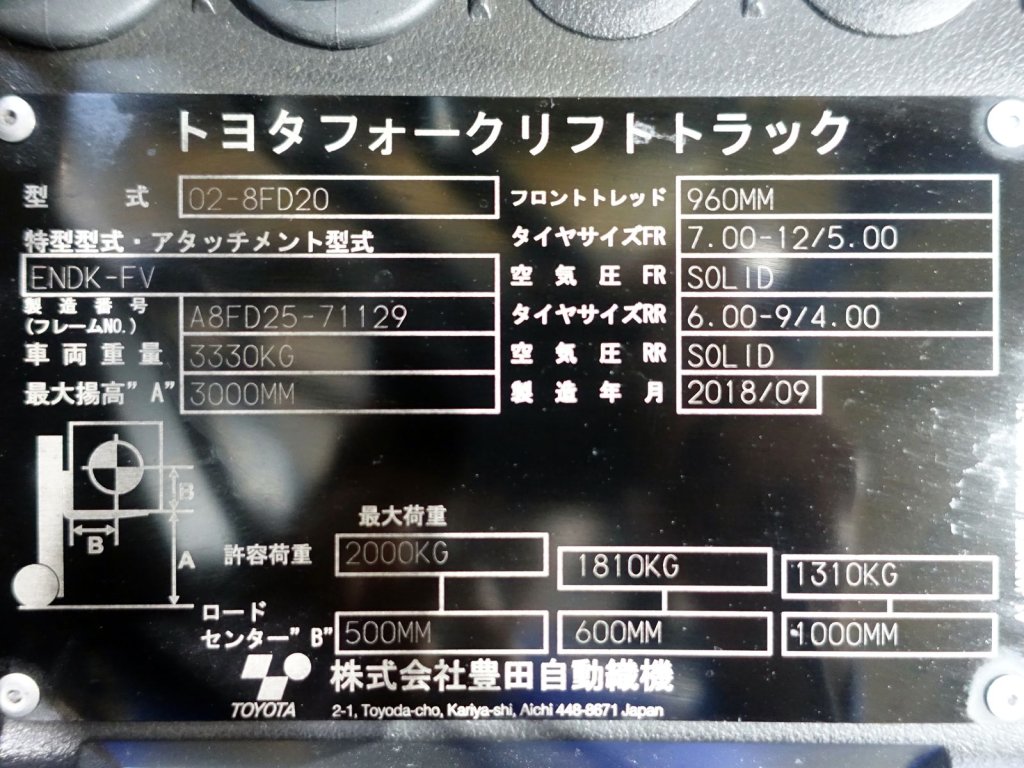 トヨタフォークリフトトラック
型式 02-8FD20 フロントトレッド 960MM
特型型式・アタッチメント型式 タイヤサイズFR 7.00-12/5.00
ENDK-FV 空気圧FR SOLID
製造番号
(フレームNO.) A8FD25-71129 タイヤサイズRR 6.00-9/4.00
車両重量 3330KG 空気圧RR SOLID
最大揚高"A" 3000MM 製造年月 2018/09
B
B
A
最大荷重
許容荷重 2000KG 1810KG 1310KG
ロード
センター"B" 500MM 600MM 1000MM
株式会社豊田自動織機
TOYOTA 2-1, Toyoda-cho, Kariya-shi, Aichi 448-8671 Japan